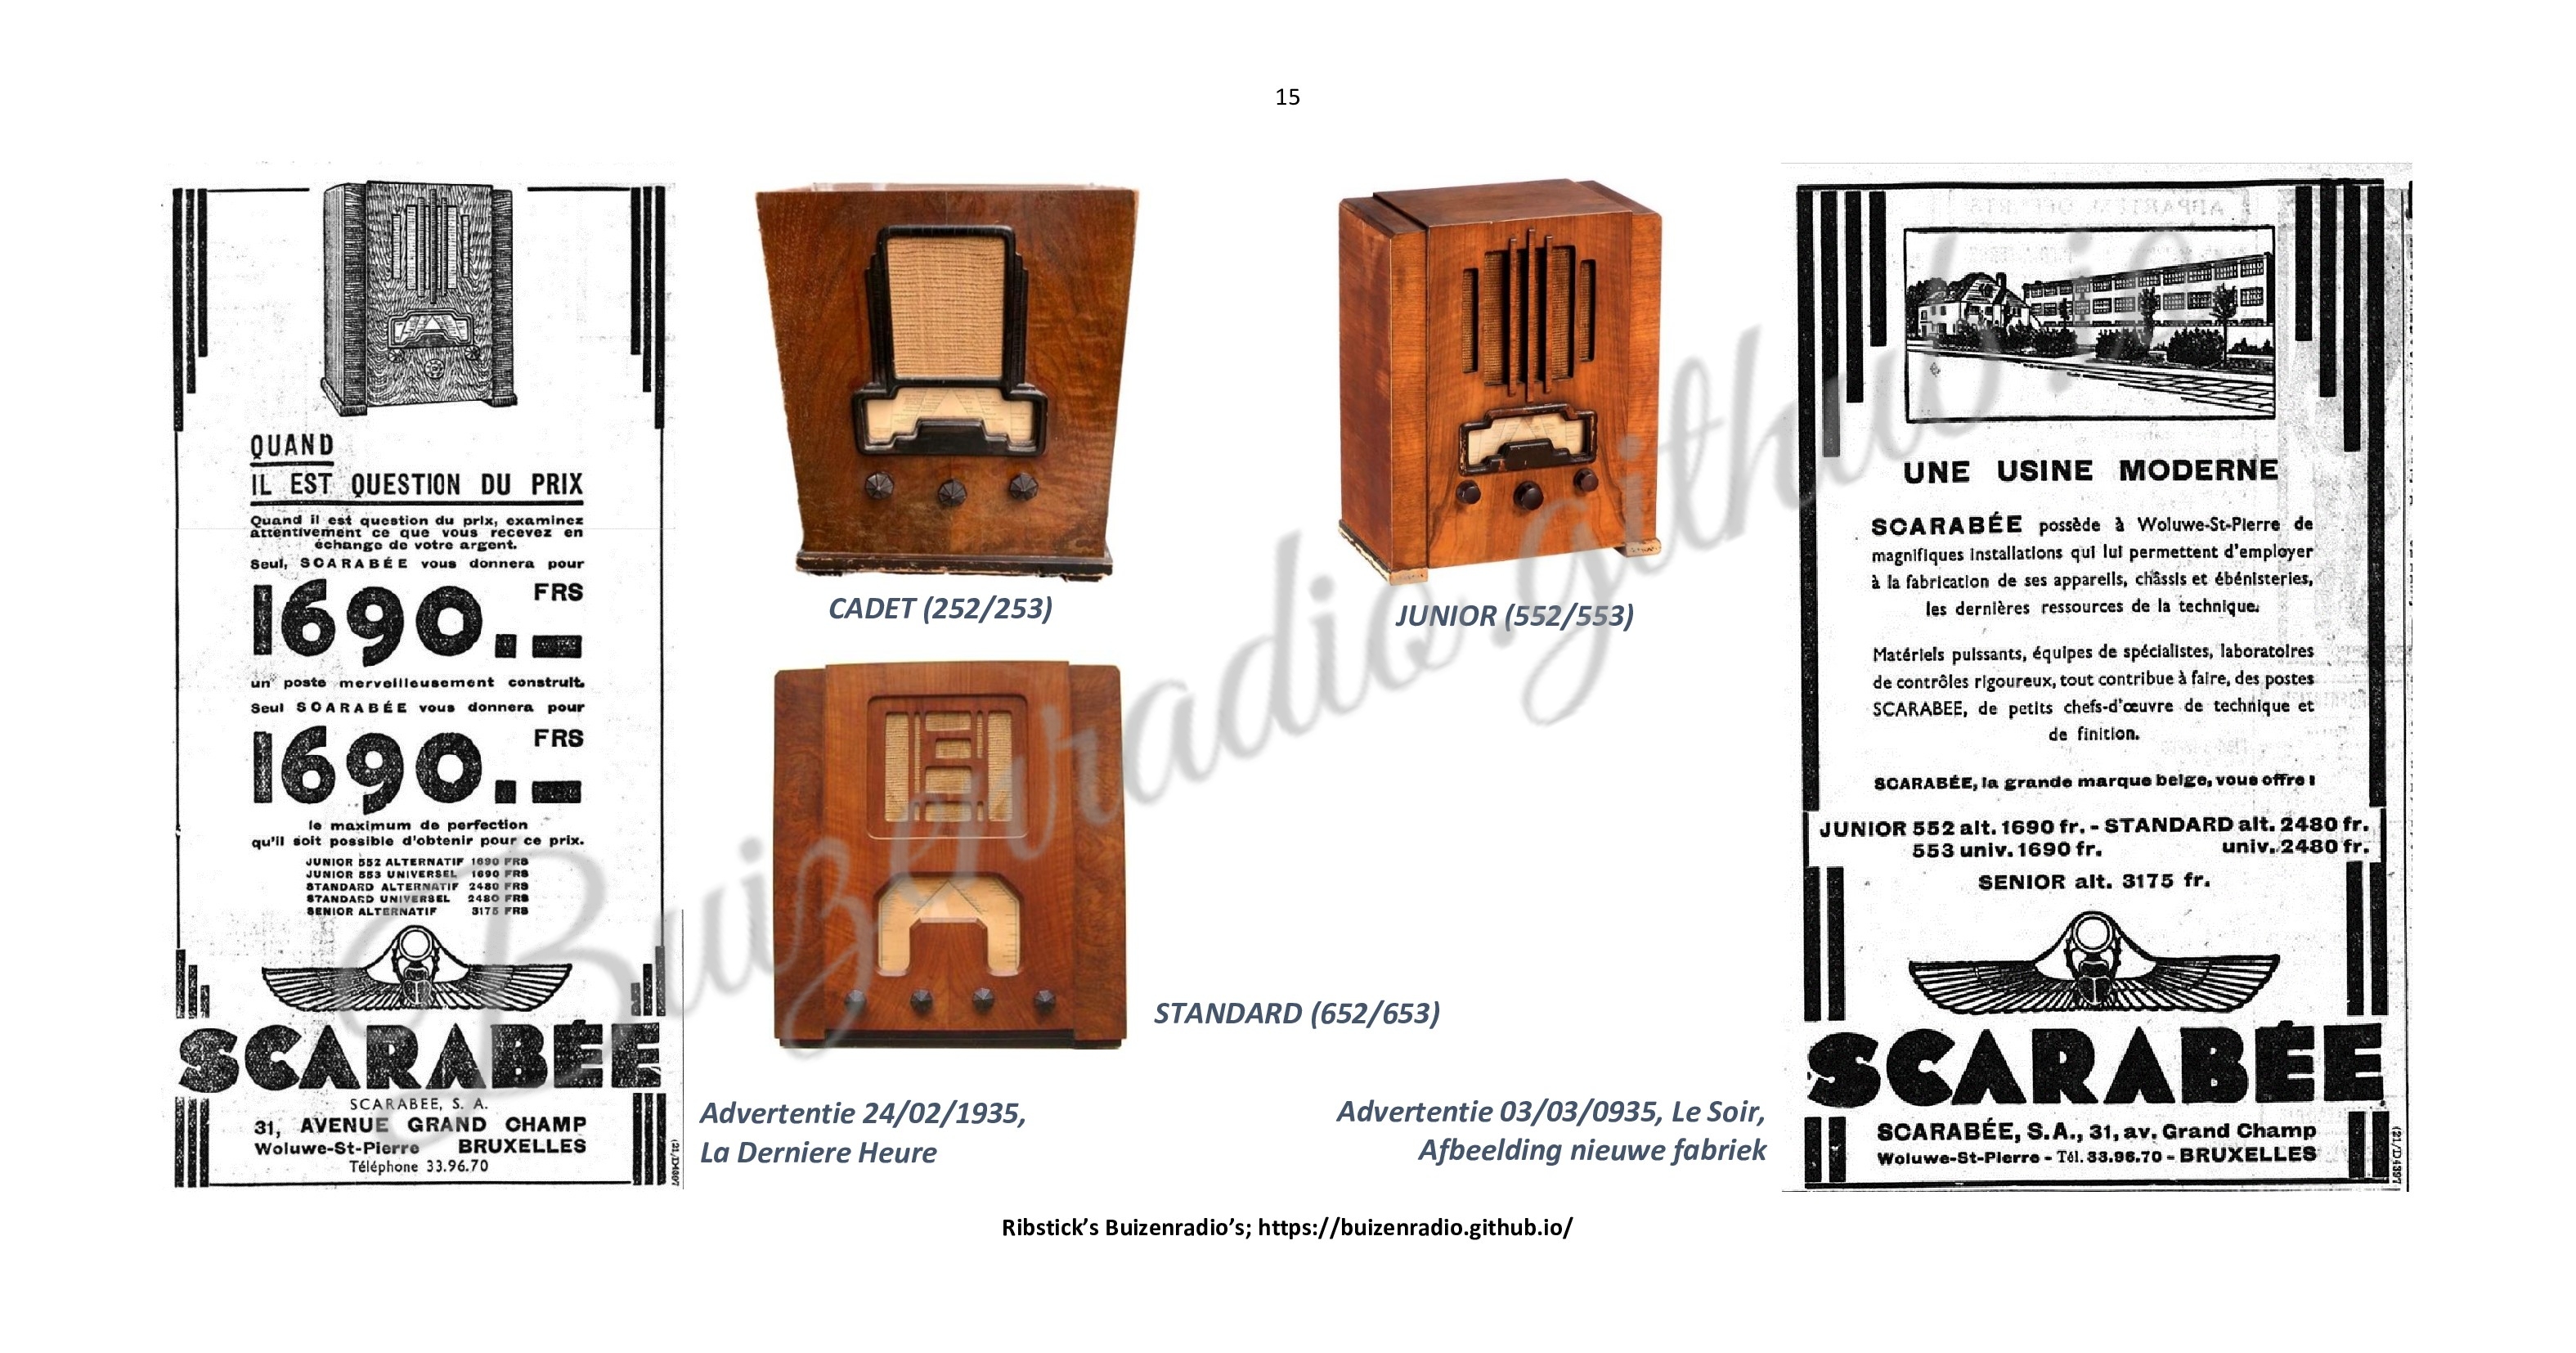 15
QUAND
IL EST QUESTION DU PRIX
Quand il est question du prix, examinez
attentivement ce que vous recevez en
échange de votre argent.
Seul, SCARABÉE vous donnera pour
1690.- FRS
un poste merveilleusement construit.
Seul SCARABÉE vous donnera pour
1690.- FRS
le maximum de perfection
qu'il soit possible d'obtenir pour ce prix.
JUNIOR 552 ALTERNATIF 1690 FRS
JUNIOR 553 UNIVERSEL 1690 FRS
STANDARD ALTERNATIF 2480 FRS
STANDARD UNIVERSEL 2480 FRS
SENIOR ALTERNATIF 3175 FRS
SCARABÉE
SCARABEE, S. A.
31, AVENUE GRAND CHAMP
Woluwe-St-Pierre BRUXELLES
Téléphone 33.96.70
(21/D4397
CADET (252/253)
JUNIOR (552/553)
STANDARD (652/653)
Advertentie 24/02/1935,
La Derniere Heure
Advertentie 03/03/0935, Le Soir,
Afbeelding nieuwe fabriek
UNE USINE MODERNE
SCARABÉE possède à Woluwe-St-Pierre de
magnifiques installations qui lui permettent d'employer
à la fabrication de ses appareils, châssis et ébénisteries,
les dernières ressources de la technique.
Matériels puissants, équipes de spécialistes, laboratoires
de contrôles rigoureux, tout contribue à faire, des postes
SCARABEE, de petits chefs-d'œuvre de technique et
de finition.
SCARABÉE, la grande marque belge, vous offre :
JUNIOR 552 alt. 1690 fr. - STANDARD alt. 2480 fr.
553 univ. 1690 fr. univ. 2480 fr.
SENIOR alt. 3175 fr.
SCARABÉE
SCARABÉE, S.A., 31, av. Grand Champ
Woluwe-St-Pierre - Tél. 33.96.70 - BRUXELLES
(21/D4397
Buizenradio.github.io
Ribstick's Buizenradio's; https://buizenradio.github.io/